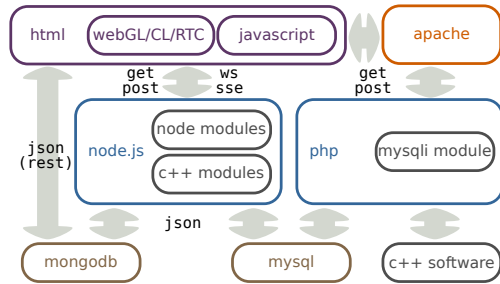 html
webGL/CL/RTC
javascript
apache
get
post
ws
sse
get
post
json
(rest)
node.js
node modules
c++ modules
php
mysqli module
json
mongodb
mysql
c++ software